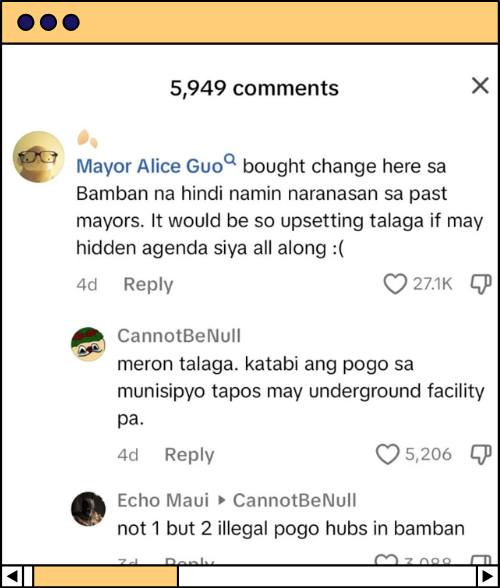 5,949 comments
Mayor Alice Guo bought change here sa
Bamban na hindi namin naranasan sa past
mayors. It would be so upsetting talaga if may
hidden agenda siya all along :(
4d Reply 27.1K
CannotBeNull
meron talaga. katabi ang pogo sa
munisipyo tapos may underground facility
pa.
4d Reply 5,206
Echo Maui ▸ CannotBeNull
not 1 but 2 illegal pogo hubs in bamban
3d Reply 3,088